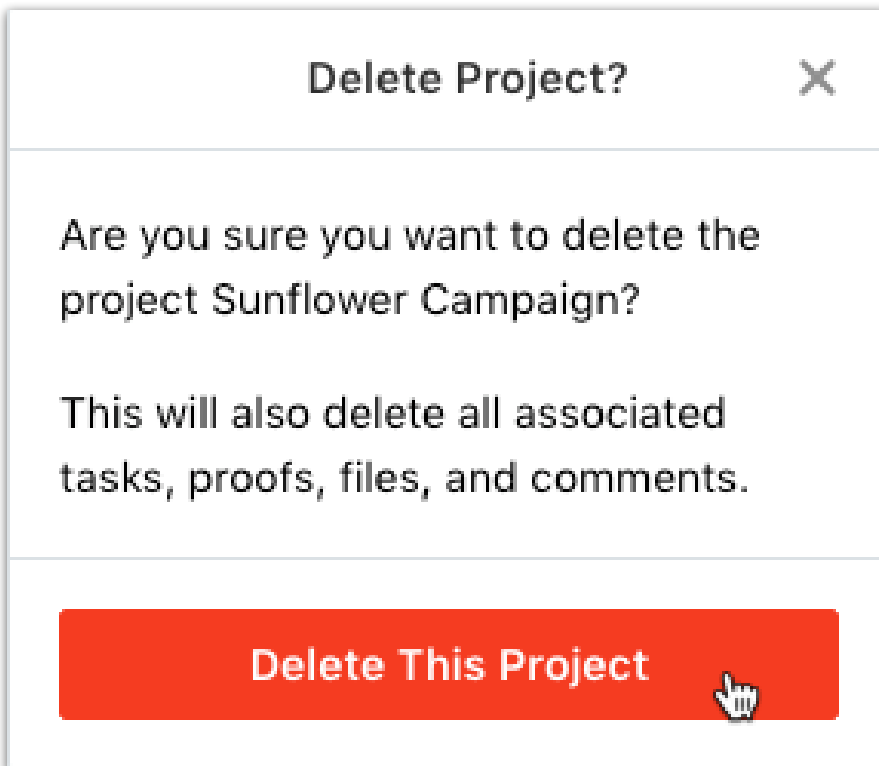 Delete Project?
Are you sure you want to delete the
project Sunflower Campaign?
This will also delete all associated
tasks, proofs, files, and comments.
Delete This Project